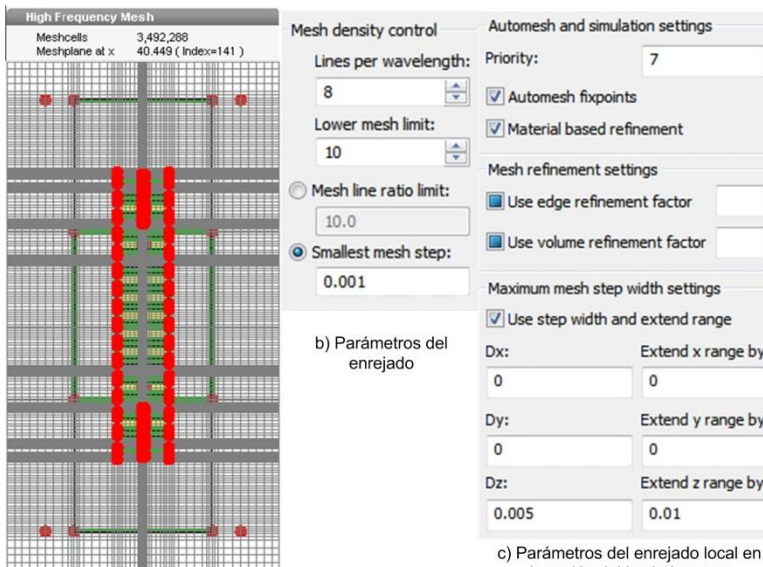 High Frequency Mesh
Meshcells 3,492,288
Meshplane at x 40.449 ( Index=141 )
Mesh density control
Lines per wavelength:
8
Lower mesh limit:
10
Mesh line ratio limit:
10.0
Smallest mesh step:
0.001
b) Parámetros del
enrejado
Automesh and simulation settings
Priority: 7
Automesh fixpoints
Material based refinement
Mesh refinement settings
Use edge refinement factor
Use volume refinement factor
Maximum mesh step width settings
Use step width and extend range
Dx: Extend x range by
0 0
Dy: Extend y range by
0 0
Dz: Extend z range by
0.005 0.01
c) Parámetros del enrejado local en